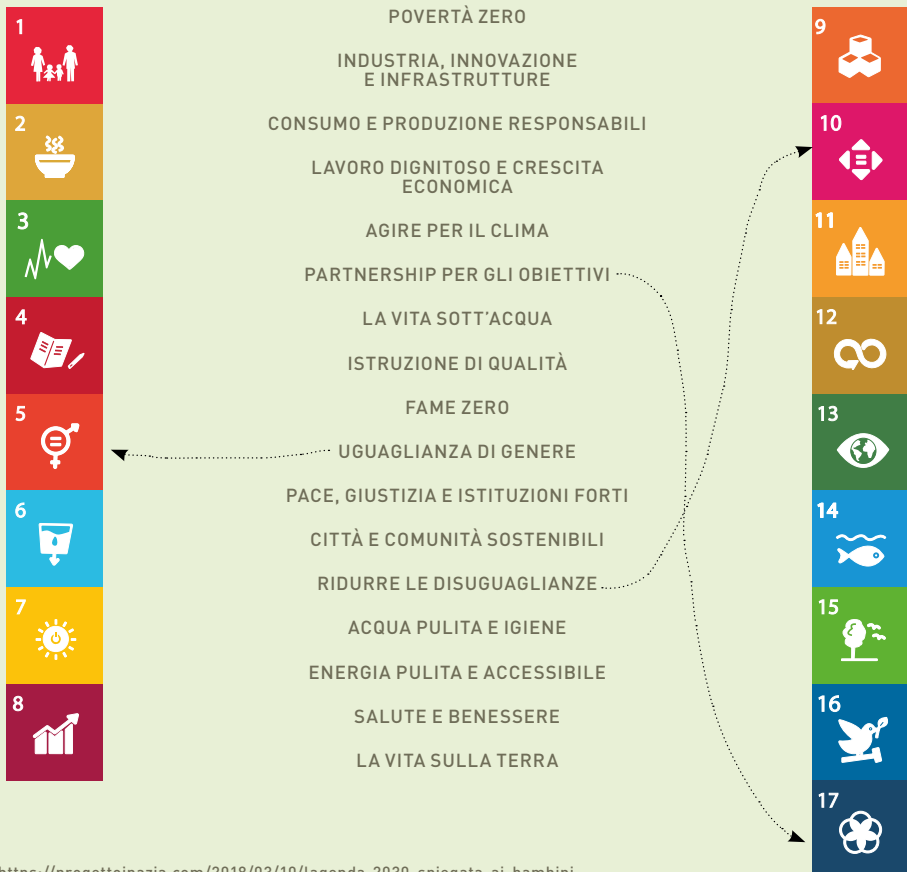 1
2
3
4
5
6
7
8
POVERTÀ ZERO
INDUSTRIA, INNOVAZIONE
E INFRASTRUTTURE
CONSUMO E PRODUZIONE RESPONSABILI
LAVORO DIGNITOSO E CRESCITA
ECONOMICA
AGIRE PER IL CLIMA
PARTNERSHIP PER GLI OBIETTIVI
LA VITA SOTT'ACQUA
ISTRUZIONE DI QUALITÀ
FAME ZERO
UGUAGLIANZA DI GENERE
PACE, GIUSTIZIA E ISTITUZIONI FORTI
CITTÀ E COMUNITÀ SOSTENIBILI
RIDURRE LE DISUGUAGLIANZE
ACQUA PULITA E IGIENE
ENERGIA PULITA E ACCESSIBILE
SALUTE E BENESSERE
LA VITA SULLA TERRA
9
10
11
12
13
14
15
16
17